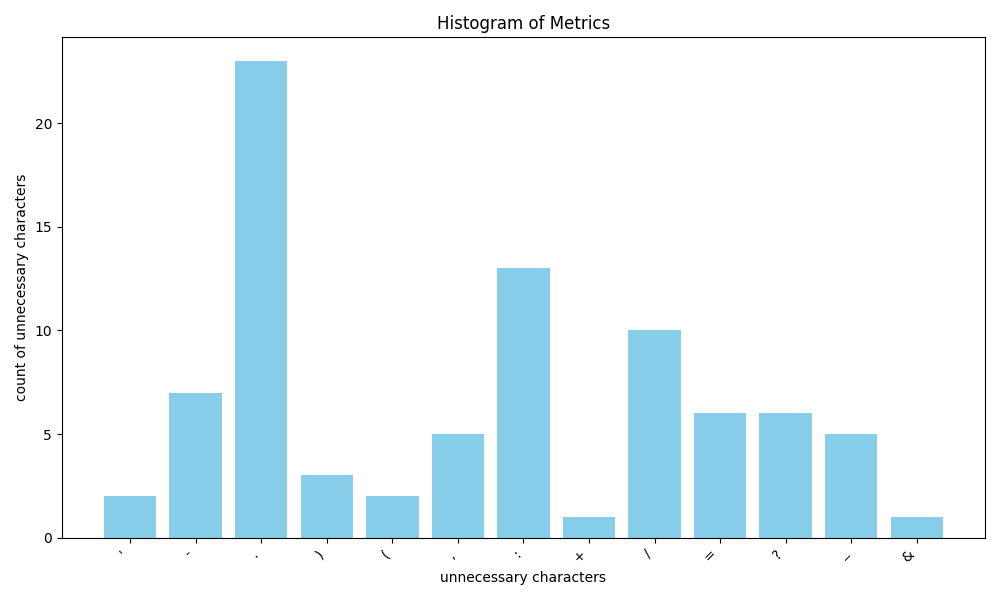 Histogram of Metrics
count of unnecessary characters
20
15
10
5
0
' - . ) ( , : + / = ? _ &
unnecessary characters